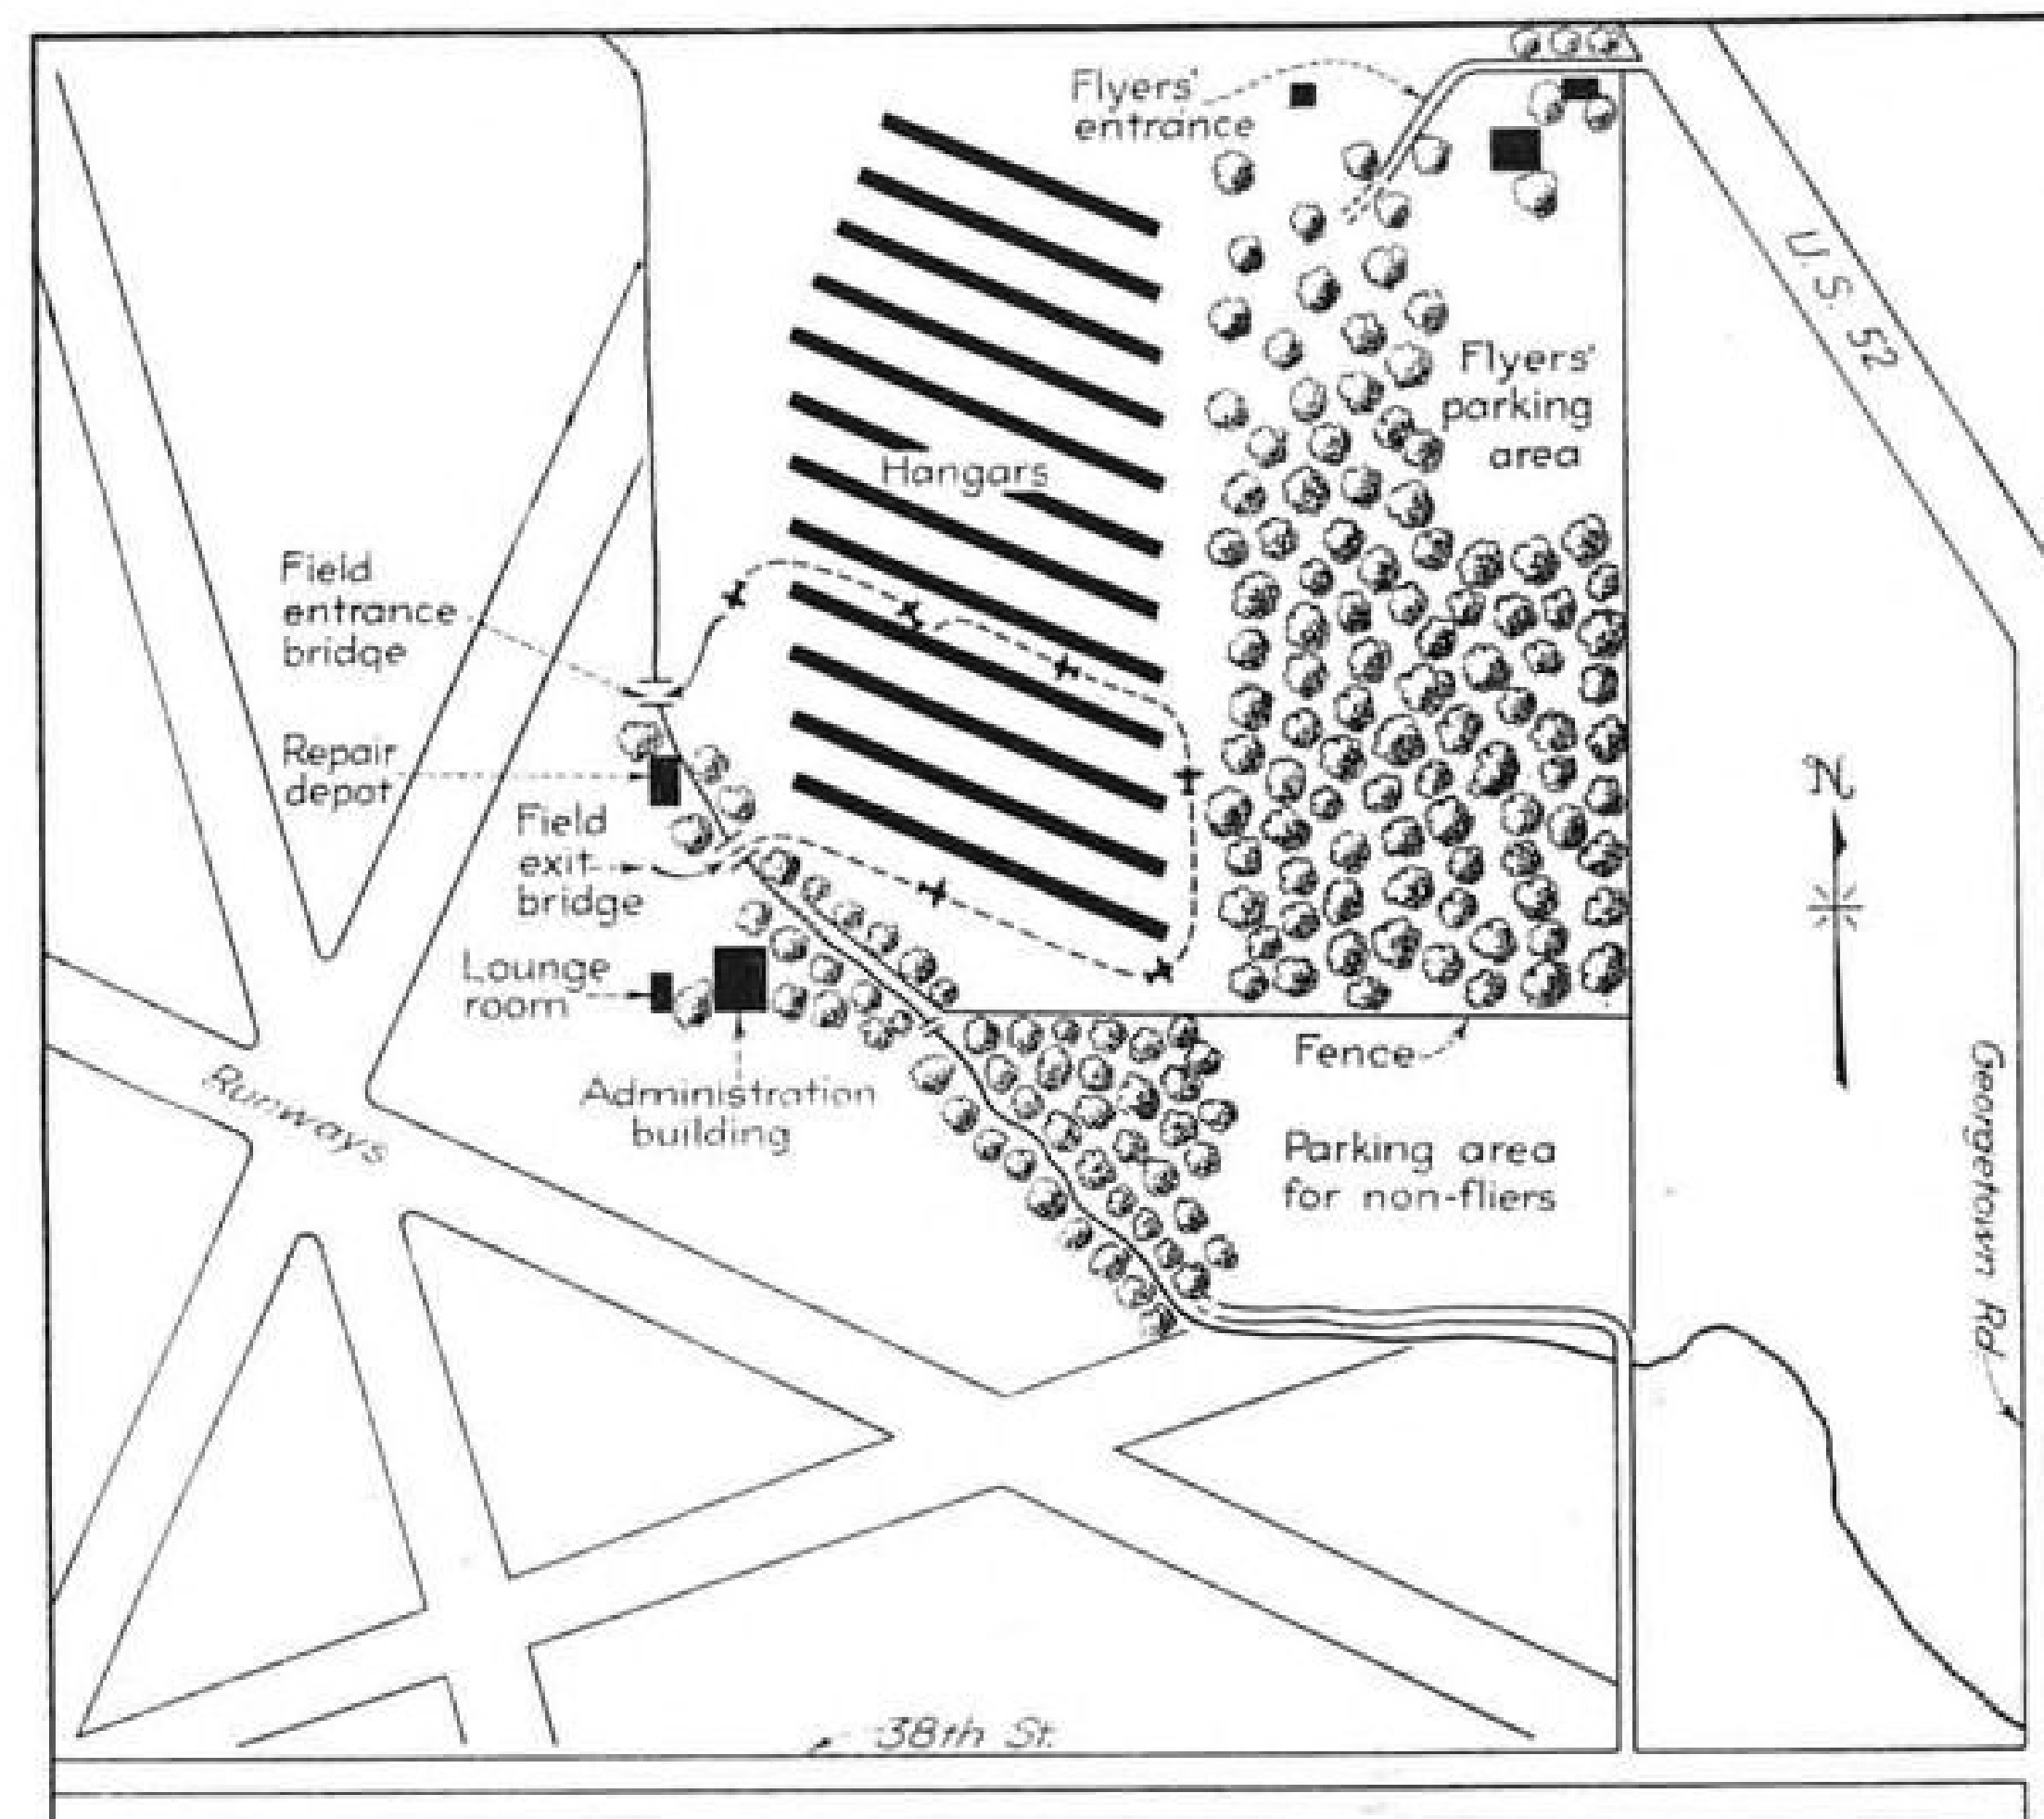 Flyers'
entrance
U.S. 52
Flyers'
parking
area
Hangars
Field
entrance
bridge
Repair
depot
Field
exit
bridge
N
Lounge
room
Fence
Runways
Administration
building
Parking area
for non-fliers
Georgetown Rd.
38th St.